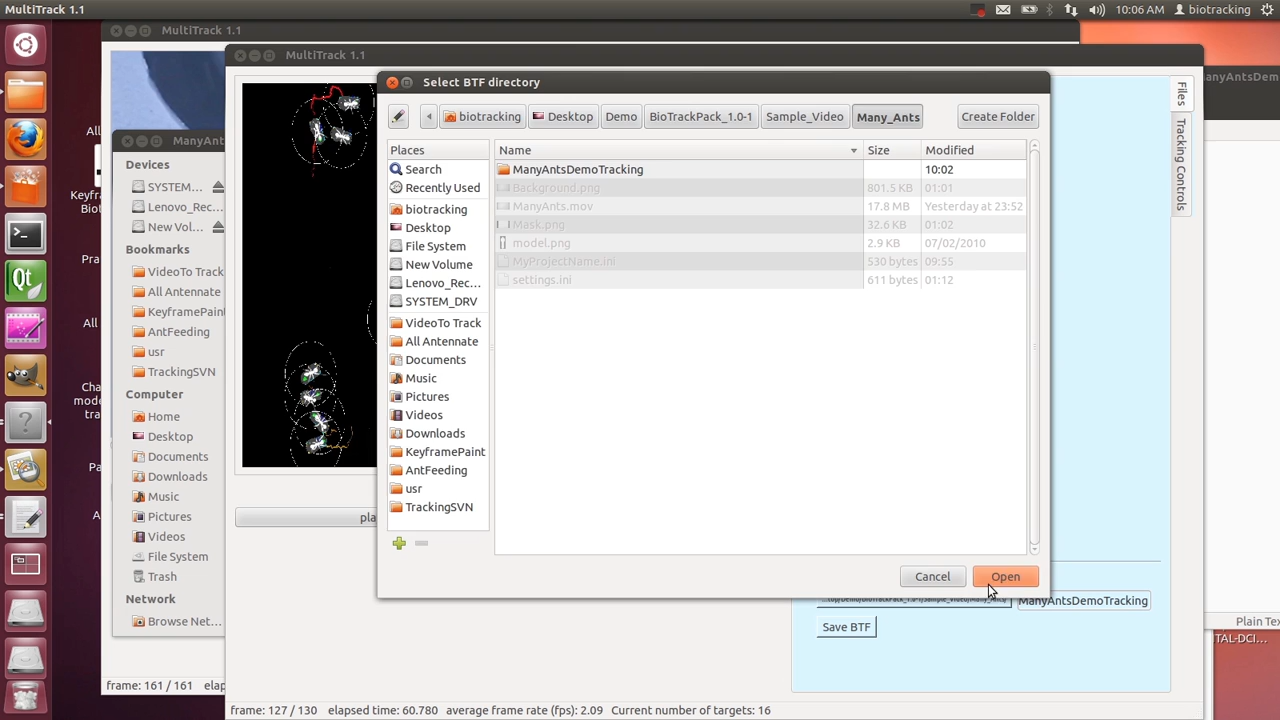 MultiTrack 1.1
10:06 AM
biotracking
MultiTrack 1.1
MultiTrack 1.1
Select BTF directory
biotracking
Desktop
Demo
BioTrackPack_1.0-1
Sample_Video
Many_Ants
Create Folder
Places
Search
Recently Used
biotracking
Desktop
File System
New Volume
Lenovo_Rec...
SYSTEM_DRV
VideoTo Track
All Antennate
Documents
Music
Pictures
Videos
Downloads
KeyframePaint
AntFeeding
usr
TrackingSVN
Name Size Modified
ManyAntsDemoTracking 10:02
Background.png 801.5 KB 01:01
ManyAnts.mov 17.8 MB Yesterday at 23:52
Mask.png 32.6 KB 01:02
model.png 2.9 KB 07/02/2010
MyProjectName.ini 530 bytes 09:55
settings.ini 611 bytes 01:12
Cancel
Open
ManyAntsDemoTracking
Save BTF
Files
Tracking Controls
pla
frame: 127 / 130 elapsed time: 60.780 average frame rate (fps): 2.09 Current number of targets: 16
ManyAnt
Devices
SYSTEM...
Lenovo_Rec...
New Vol...
Bookmarks
VideoTo Track
All Antennate
KeyframePaint
AntFeeding
usr
TrackingSVN
Computer
Home
Desktop
Documents
Downloads
Music
Pictures
Videos
File System
Trash
Network
Browse Net...
frame: 161 / 161 elap
anyAntsDemo
Plain Tex
TAL-DCI...